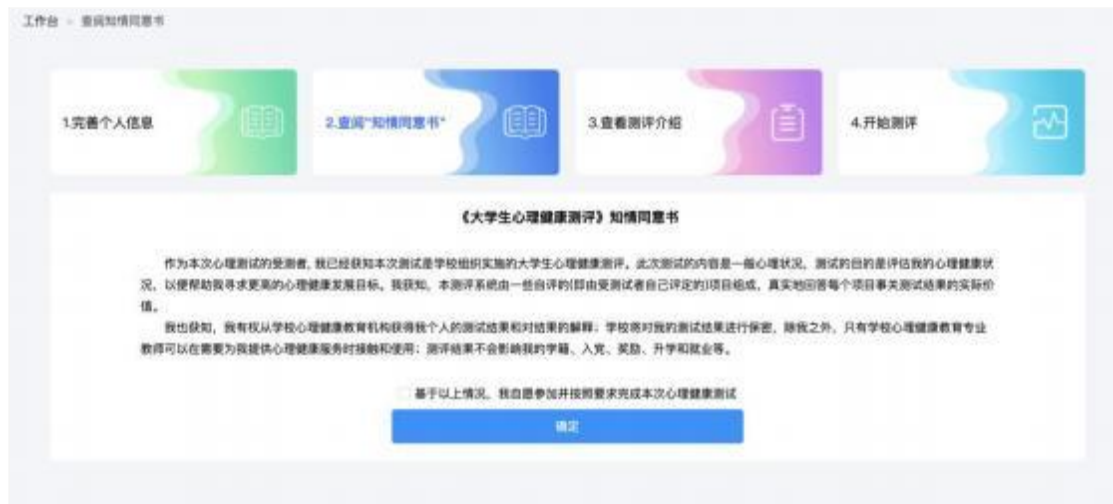 工作台 > 查阅知情同意书
1.完善个人信息
2.查阅"知情同意书"
3.查看测评介绍
4.开始测评
《大学生心理健康测评》知情同意书
作为本次心理测试的受测者,我已经获知本次测试是学校组织实施的大学生心理健康测评。此次测试的内容是一般心理状况。测试的目的是评估我的心理健康状
况,以便帮助我寻求更高的心理健康发展目标。我获知,本测评系统由一些自评的(即由受测试者自己评定的)项目组成,真实地回答每个项目事关测试结果的实际价
值。
我也获知,我有权从学校心理健康教育机构获得我个人的测试结果和对结果的解释;学校将对我的测试结果进行保密,除我之外,只有学校心理健康教育专业
教师可以在需要为我提供心理健康服务时接触和使用;测评结果不会影响我的学籍、入党、奖励、升学和就业等。
基于以上情况,我自愿参加并按照要求完成本次心理健康测试
确定